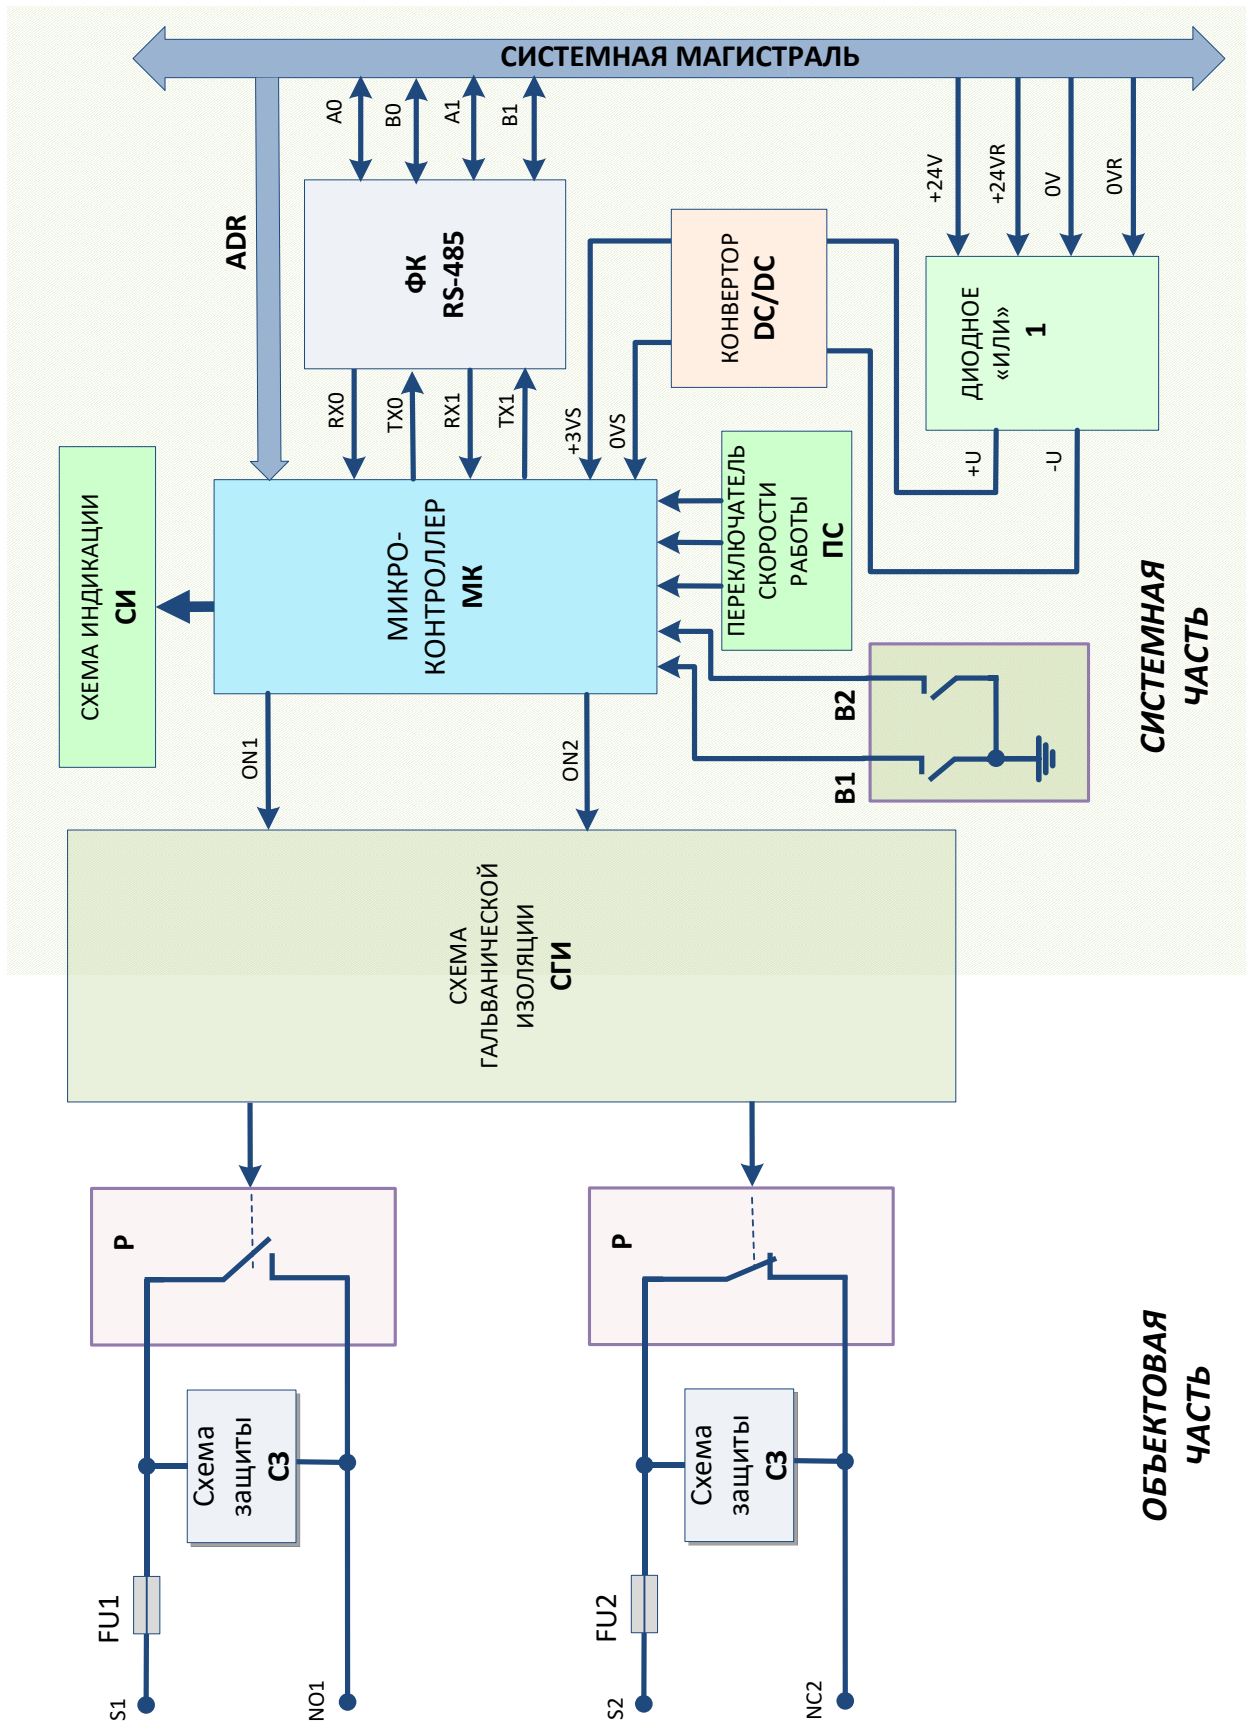 СИСТЕМНАЯ МАГИСТРАЛЬ
ADR
A0
B0
A1
B1
+24V
+24VR
0V
0VR
ФК
RS-485
КОНВЕРТОР
DC/DC
ДИОДНОЕ
«ИЛИ»
1
RX0
TX0
RX1
TX1
+3VS
0VS
+U
-U
СХЕМА ИНДИКАЦИИ
СИ
МИКРО-
КОНТРОЛЛЕР
МК
ПЕРЕКЛЮЧАТЕЛЬ
СКОРОСТИ
РАБОТЫ
ПС
ON1
ON2
B1
B2
СИСТЕМНАЯ
ЧАСТЬ
СХЕМА
ГАЛЬВАНИЧЕСКОЙ
ИЗОЛЯЦИИ
СГИ
P
P
Схема
защиты
СЗ
Схема
защиты
СЗ
FU1
FU2
S1
NO1
S2
NC2
ОБЪЕКТОВАЯ
ЧАСТЬ